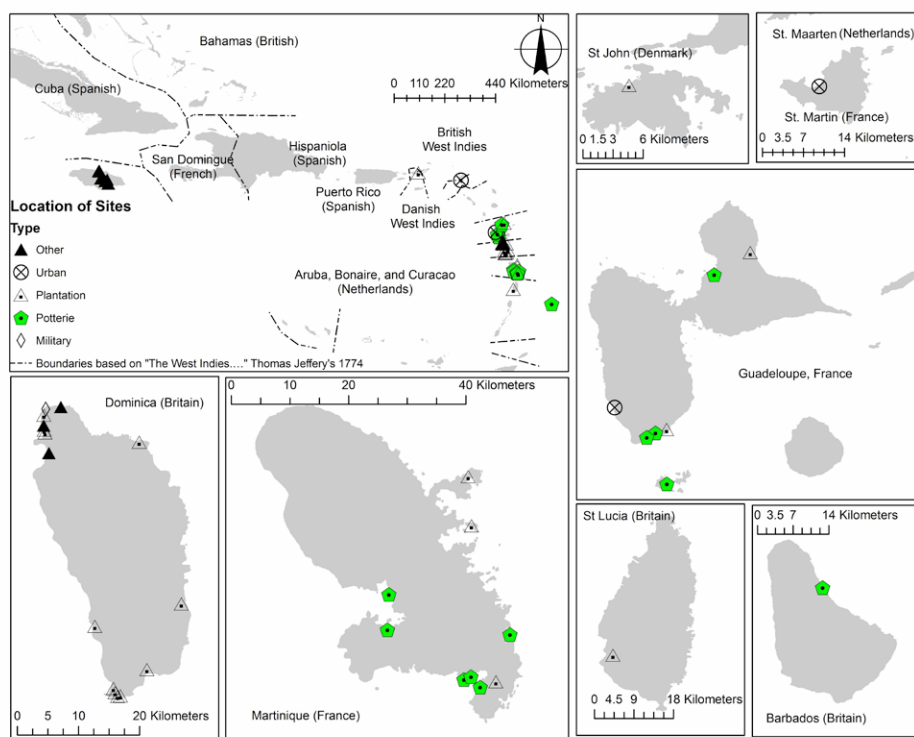 N
Bahamas (British)
0 110 220 440 Kilometers
Cuba (Spanish)
San Domingue
(French)
Hispaniola
(Spanish)
British
West Indies
Puerto Rico
(Spanish)
Danish
West Indies
Location of Sites
Type
Other
Urban
Plantation
Potterie
Military
Boundaries based on "The West Indies...." Thomas Jeffery's 1774
Aruba, Bonaire, and Curacao
(Netherlands)
St John (Denmark)
0 1.5 3 6 Kilometers
St. Maarten (Netherlands)
St. Martin (France)
0 3.5 7 14 Kilometers
Guadeloupe, France
Dominica (Britain)
0 5 10 20 Kilometers
0 10 20 40 Kilometers
Martinique (France)
St Lucia (Britain)
0 4.5 9 18 Kilometers
0 3.5 7 14 Kilometers
Barbados (Britain)